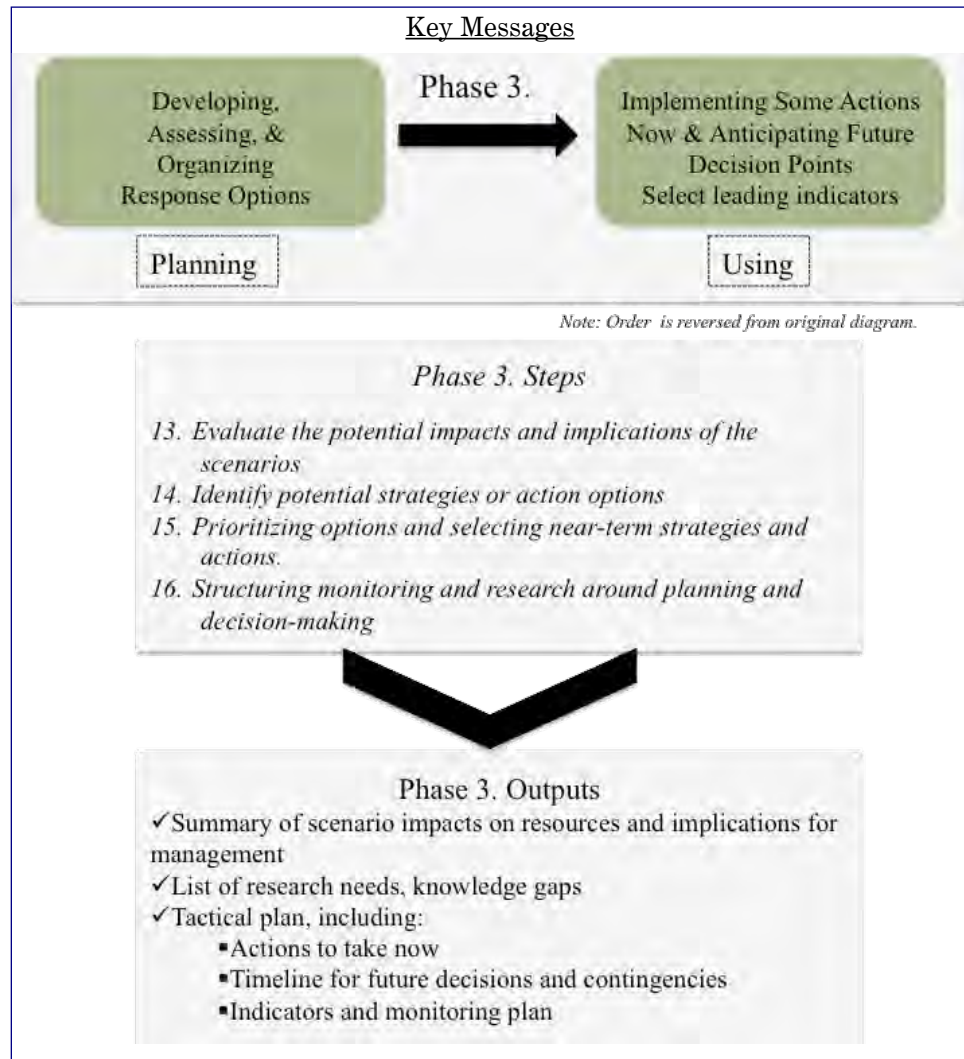 Key Messages
Developing,
Assessing, &
Organizing
Response Options
Planning
Phase 3.
Implementing Some Actions
Now & Anticipating Future
Decision Points
Select leading indicators
Using
Note: Order is reversed from original diagram.
Phase 3. Steps
13. Evaluate the potential impacts and implications of the
scenarios
14. Identify potential strategies or action options
15. Prioritizing options and selecting near-term strategies and
actions.
16. Structuring monitoring and research around planning and
decision-making
Phase 3. Outputs
✓Summary of scenario impacts on resources and implications for
management
✓List of research needs, knowledge gaps
✓Tactical plan, including:
▪Actions to take now
▪Timeline for future decisions and contingencies
▪Indicators and monitoring plan